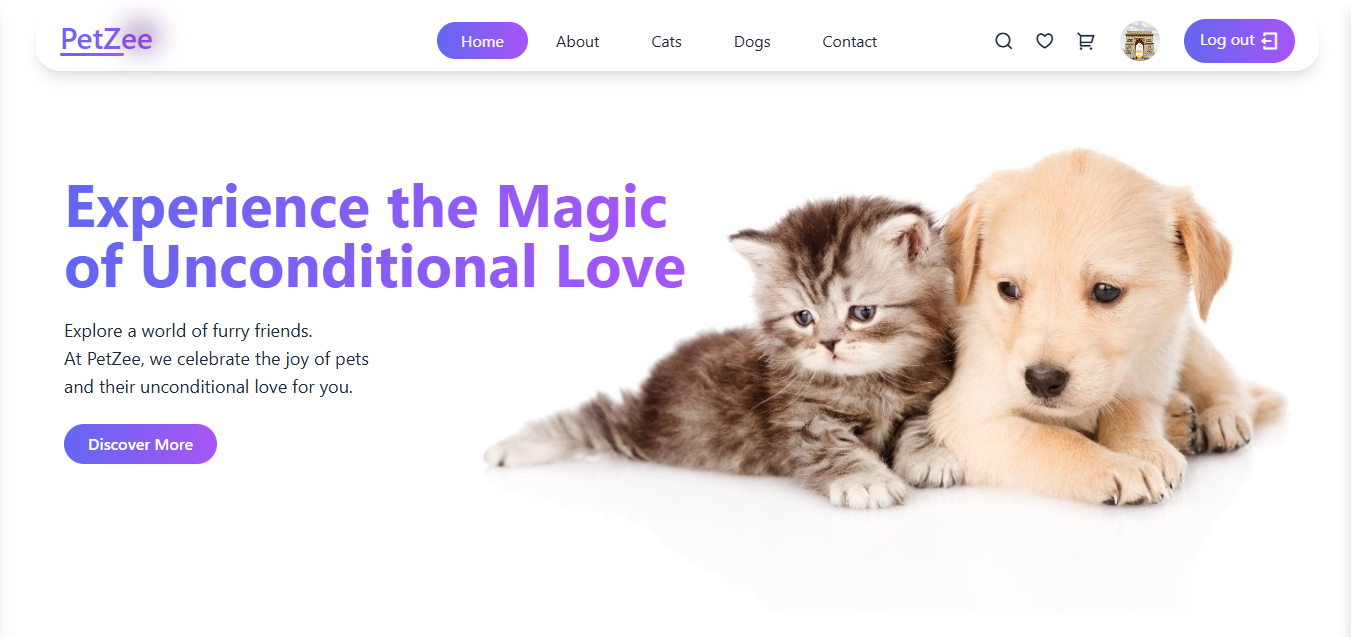 PetZee
Home
About
Cats
Dogs
Contact
Log out
Experience the Magic
of Unconditional Love
Explore a world of furry friends.
At PetZee, we celebrate the joy of pets
and their unconditional love for you.
Discover More